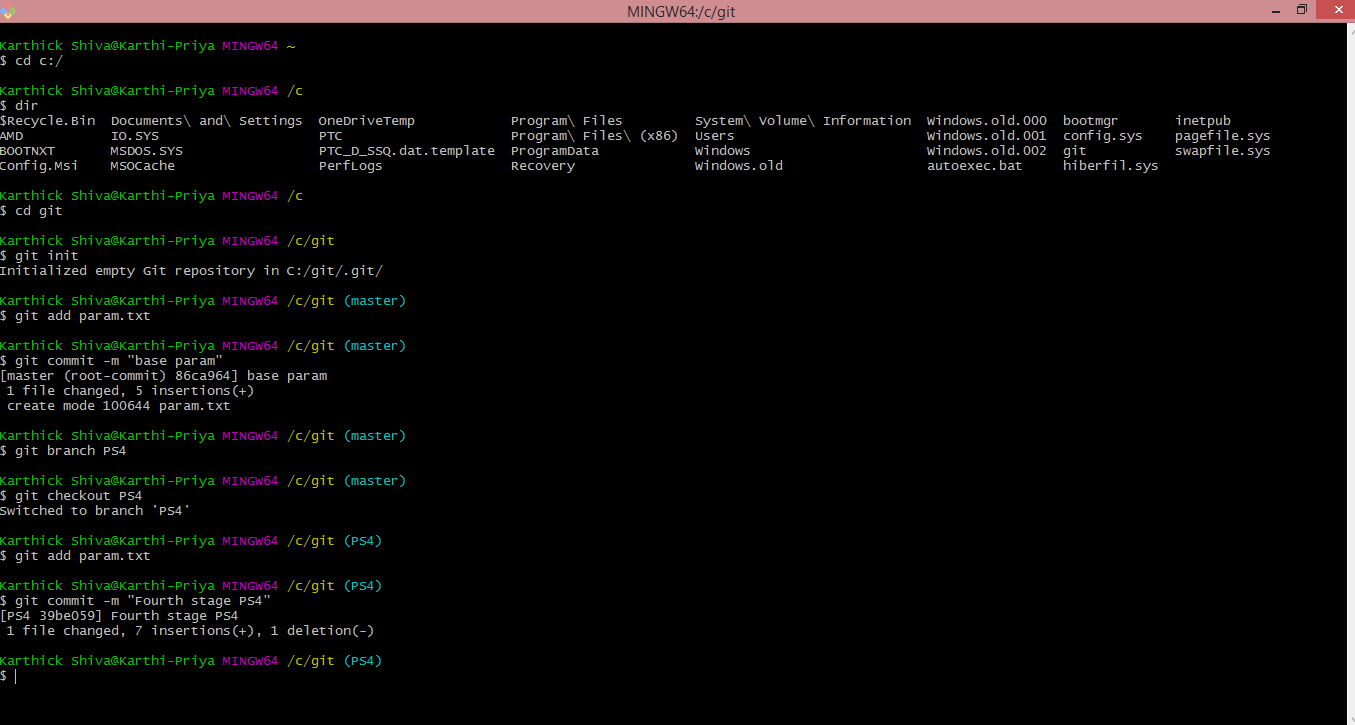 MINGW64:/c/git
Karthick Shiva@Karthi-Priya MINGW64 ~
$ cd c:/
Karthick Shiva@Karthi-Priya MINGW64 /c
$ dir
$Recycle.Bin  Documents\ and\ Settings  OneDriveTemp  Program\ Files  System\ Volume\ Information  Windows.old.000  bootmgr  inetpub
AMD  IO.SYS  PTC  Program\ Files\ (x86)  Users  Windows.old.001  config.sys  pagefile.sys
BOOTNXT  MSDOS.SYS  PTC_D_SSQ.dat.template  ProgramData  Windows  Windows.old.002  git  swapfile.sys
Config.Msi  MSOCache  PerfLogs  Recovery  Windows.old  autoexec.bat  hiberfil.sys
Karthick Shiva@Karthi-Priya MINGW64 /c
$ cd git
Karthick Shiva@Karthi-Priya MINGW64 /c/git
$ git init
Initialized empty Git repository in C:/git/.git/
Karthick Shiva@Karthi-Priya MINGW64 /c/git (master)
$ git add param.txt
Karthick Shiva@Karthi-Priya MINGW64 /c/git (master)
$ git commit -m "base param"
[master (root-commit) 86ca964] base param
 1 file changed, 5 insertions(+)
 create mode 100644 param.txt
Karthick Shiva@Karthi-Priya MINGW64 /c/git (master)
$ git branch PS4
Karthick Shiva@Karthi-Priya MINGW64 /c/git (master)
$ git checkout PS4
Switched to branch 'PS4'
Karthick Shiva@Karthi-Priya MINGW64 /c/git (PS4)
$ git add param.txt
Karthick Shiva@Karthi-Priya MINGW64 /c/git (PS4)
$ git commit -m "Fourth stage PS4"
[PS4 39be059] Fourth stage PS4
 1 file changed, 7 insertions(+), 1 deletion(-)
Karthick Shiva@Karthi-Priya MINGW64 /c/git (PS4)
$